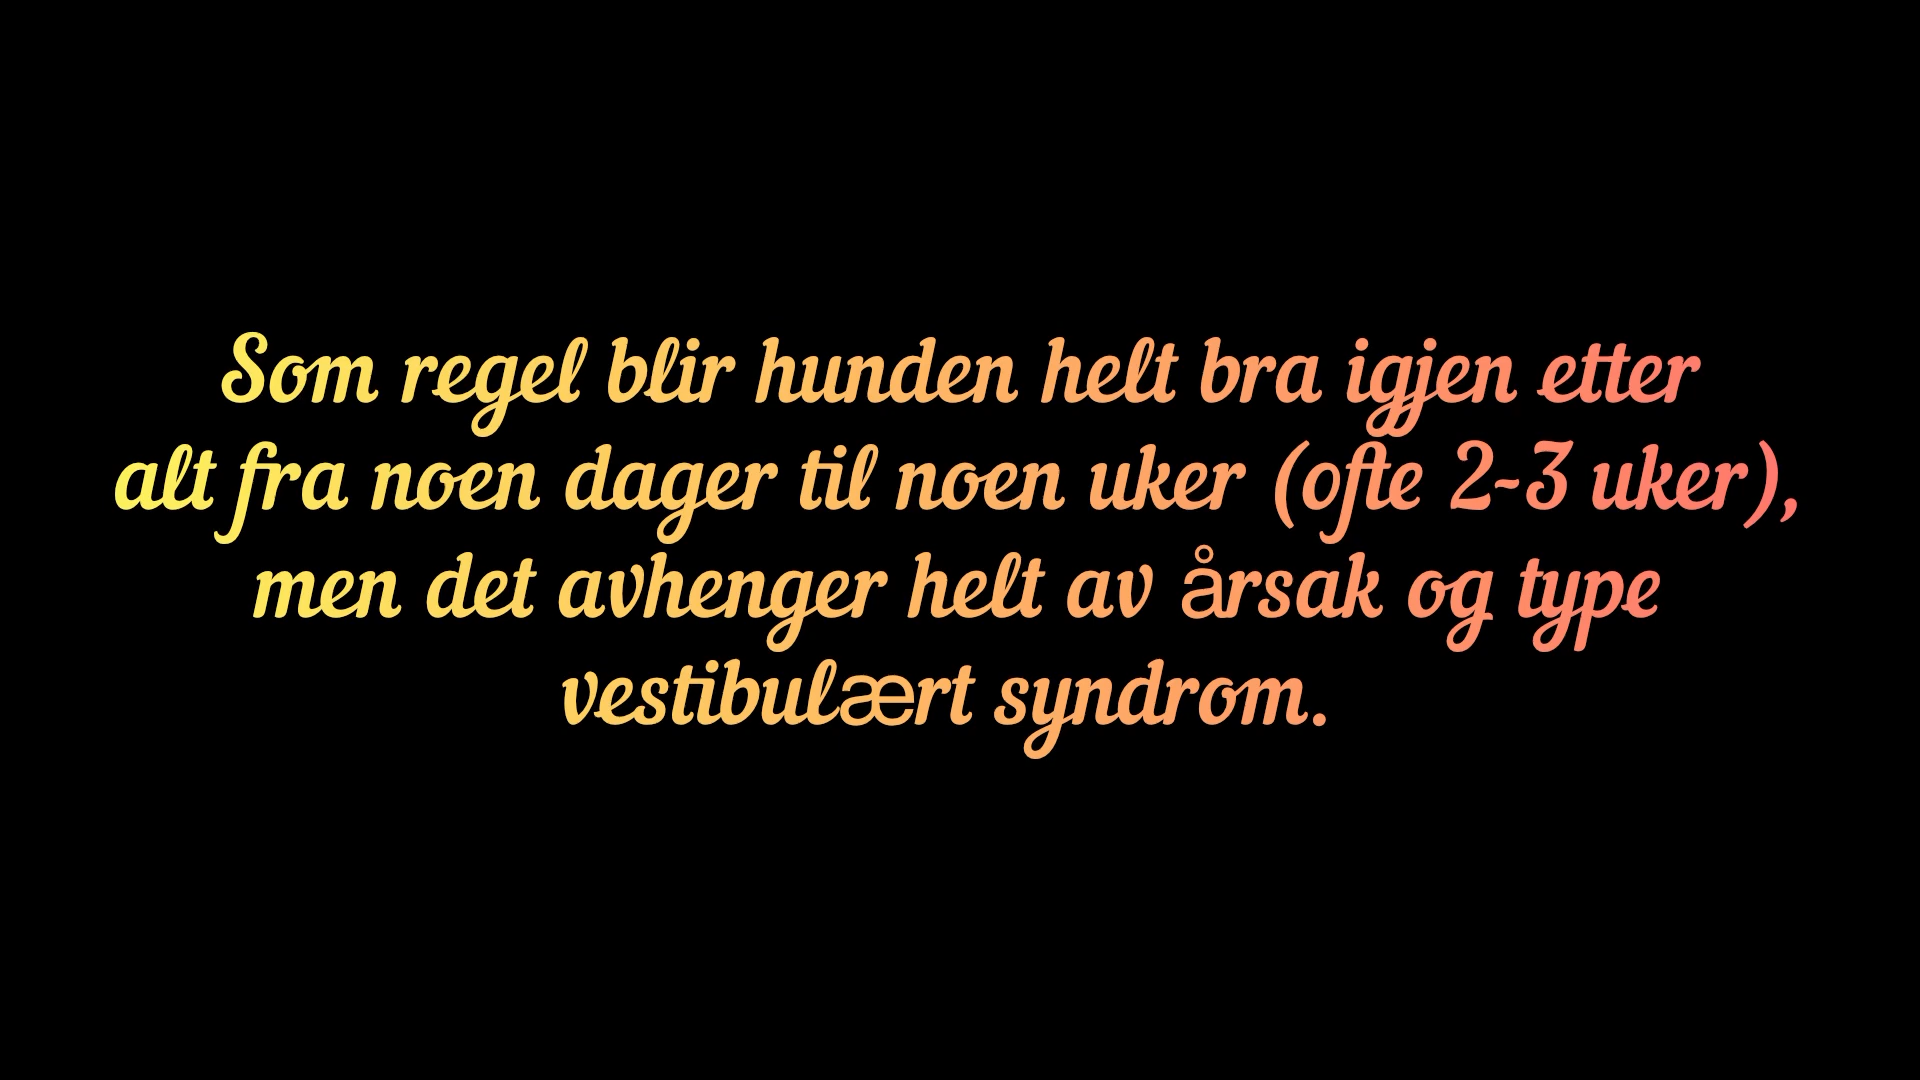 Som regel blir hunden helt bra igjen etter
alt fra noen dager til noen uker (ofte 2-3 uker),
men det avhenger helt av årsak og type
vestibulært syndrom.